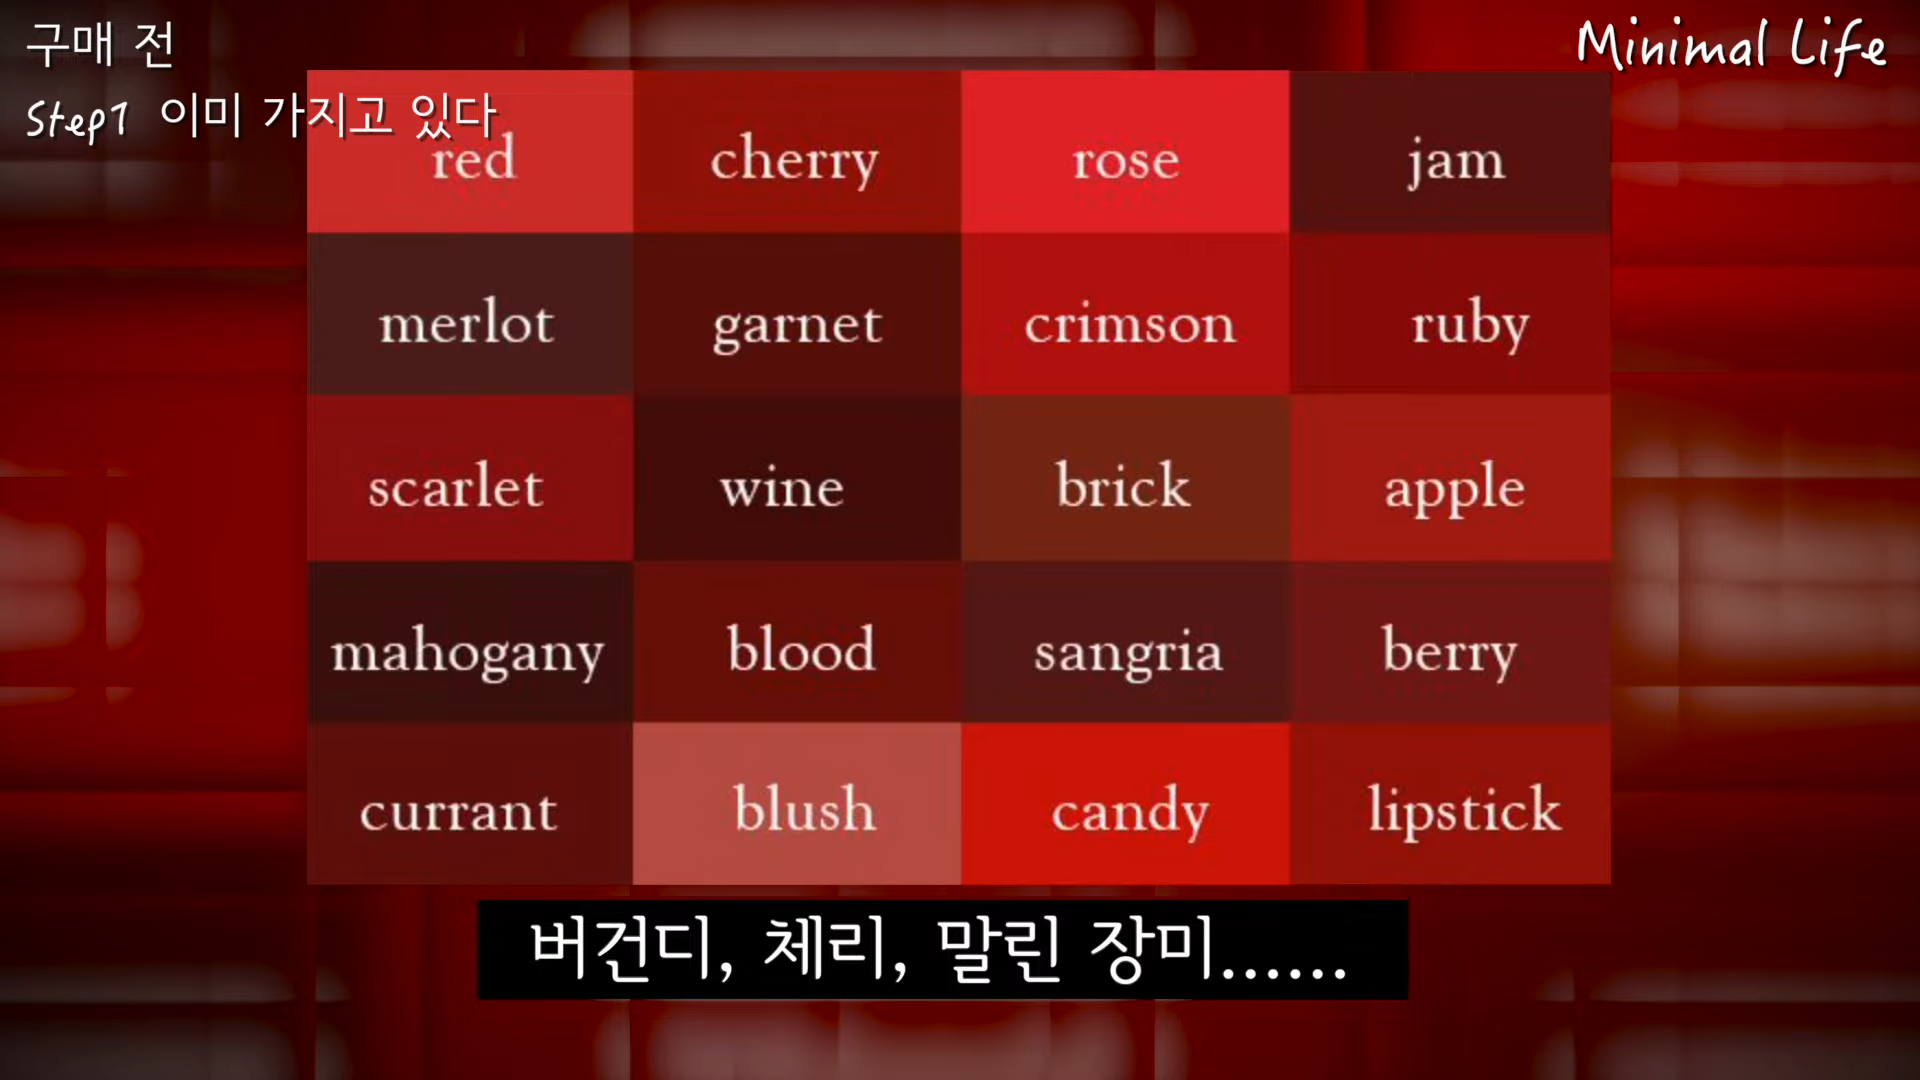 구매 전
Minimal Life
Step1 이미 가지고 있다
red cherry rose jam
merlot garnet crimson ruby
scarlet wine brick apple
mahogany blood sangria berry
currant blush candy lipstick
버건디, 체리, 말린 장미......